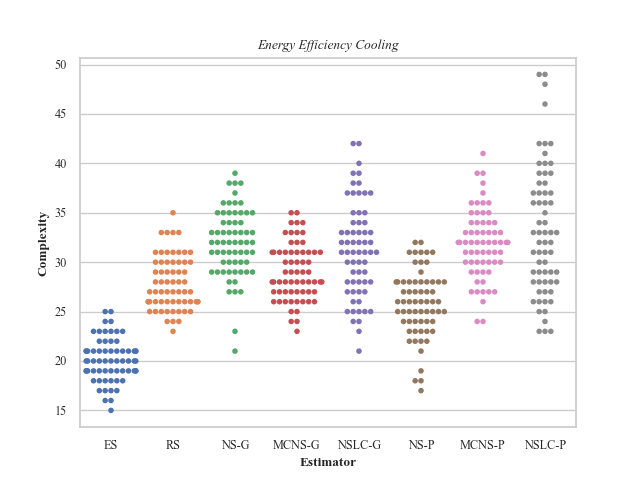 Energy Efficiency Cooling
Complexity
50
45
40
35
30
25
20
15
ES RS NS-G MCNS-G NSLC-G NS-P MCNS-P NSLC-P
Estimator